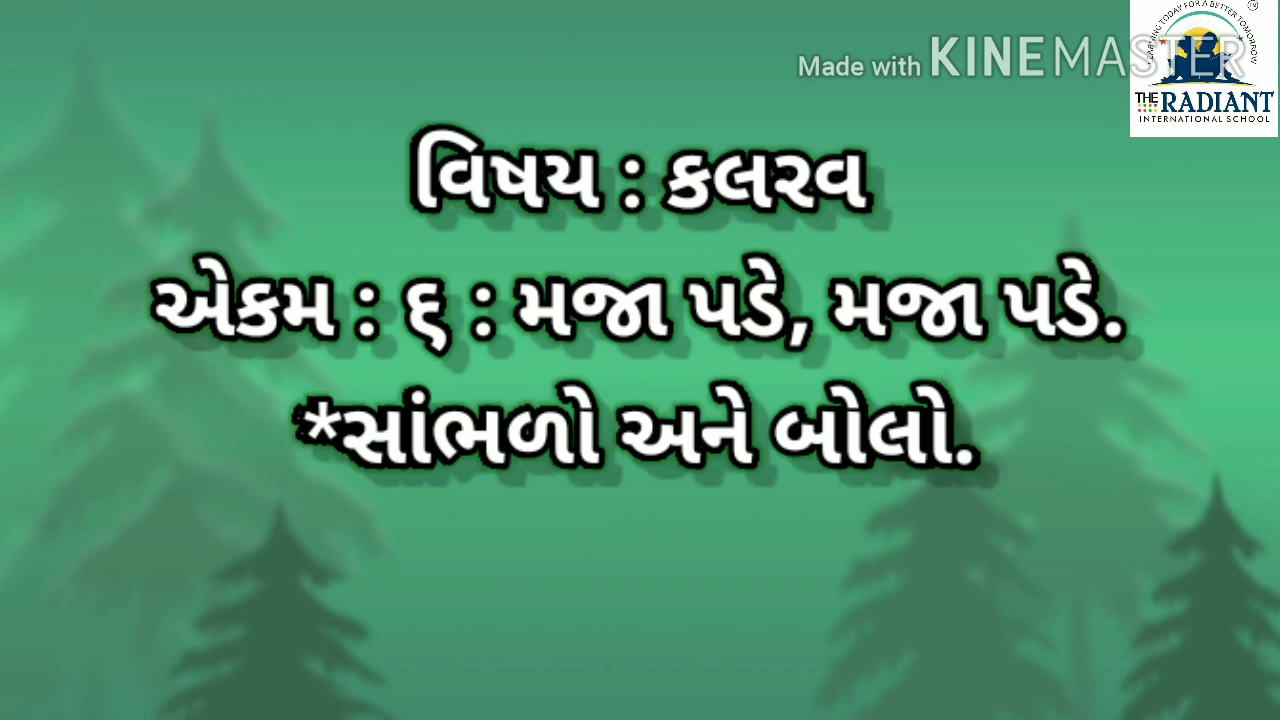 Made with KINEMASTER
THE RADIANT
INTERNATIONAL SCHOOL
વિષય : કલરવ
એકમ : ૬ : મજા પડે, મજા પડે.
*સાંભળો અને બોલો.